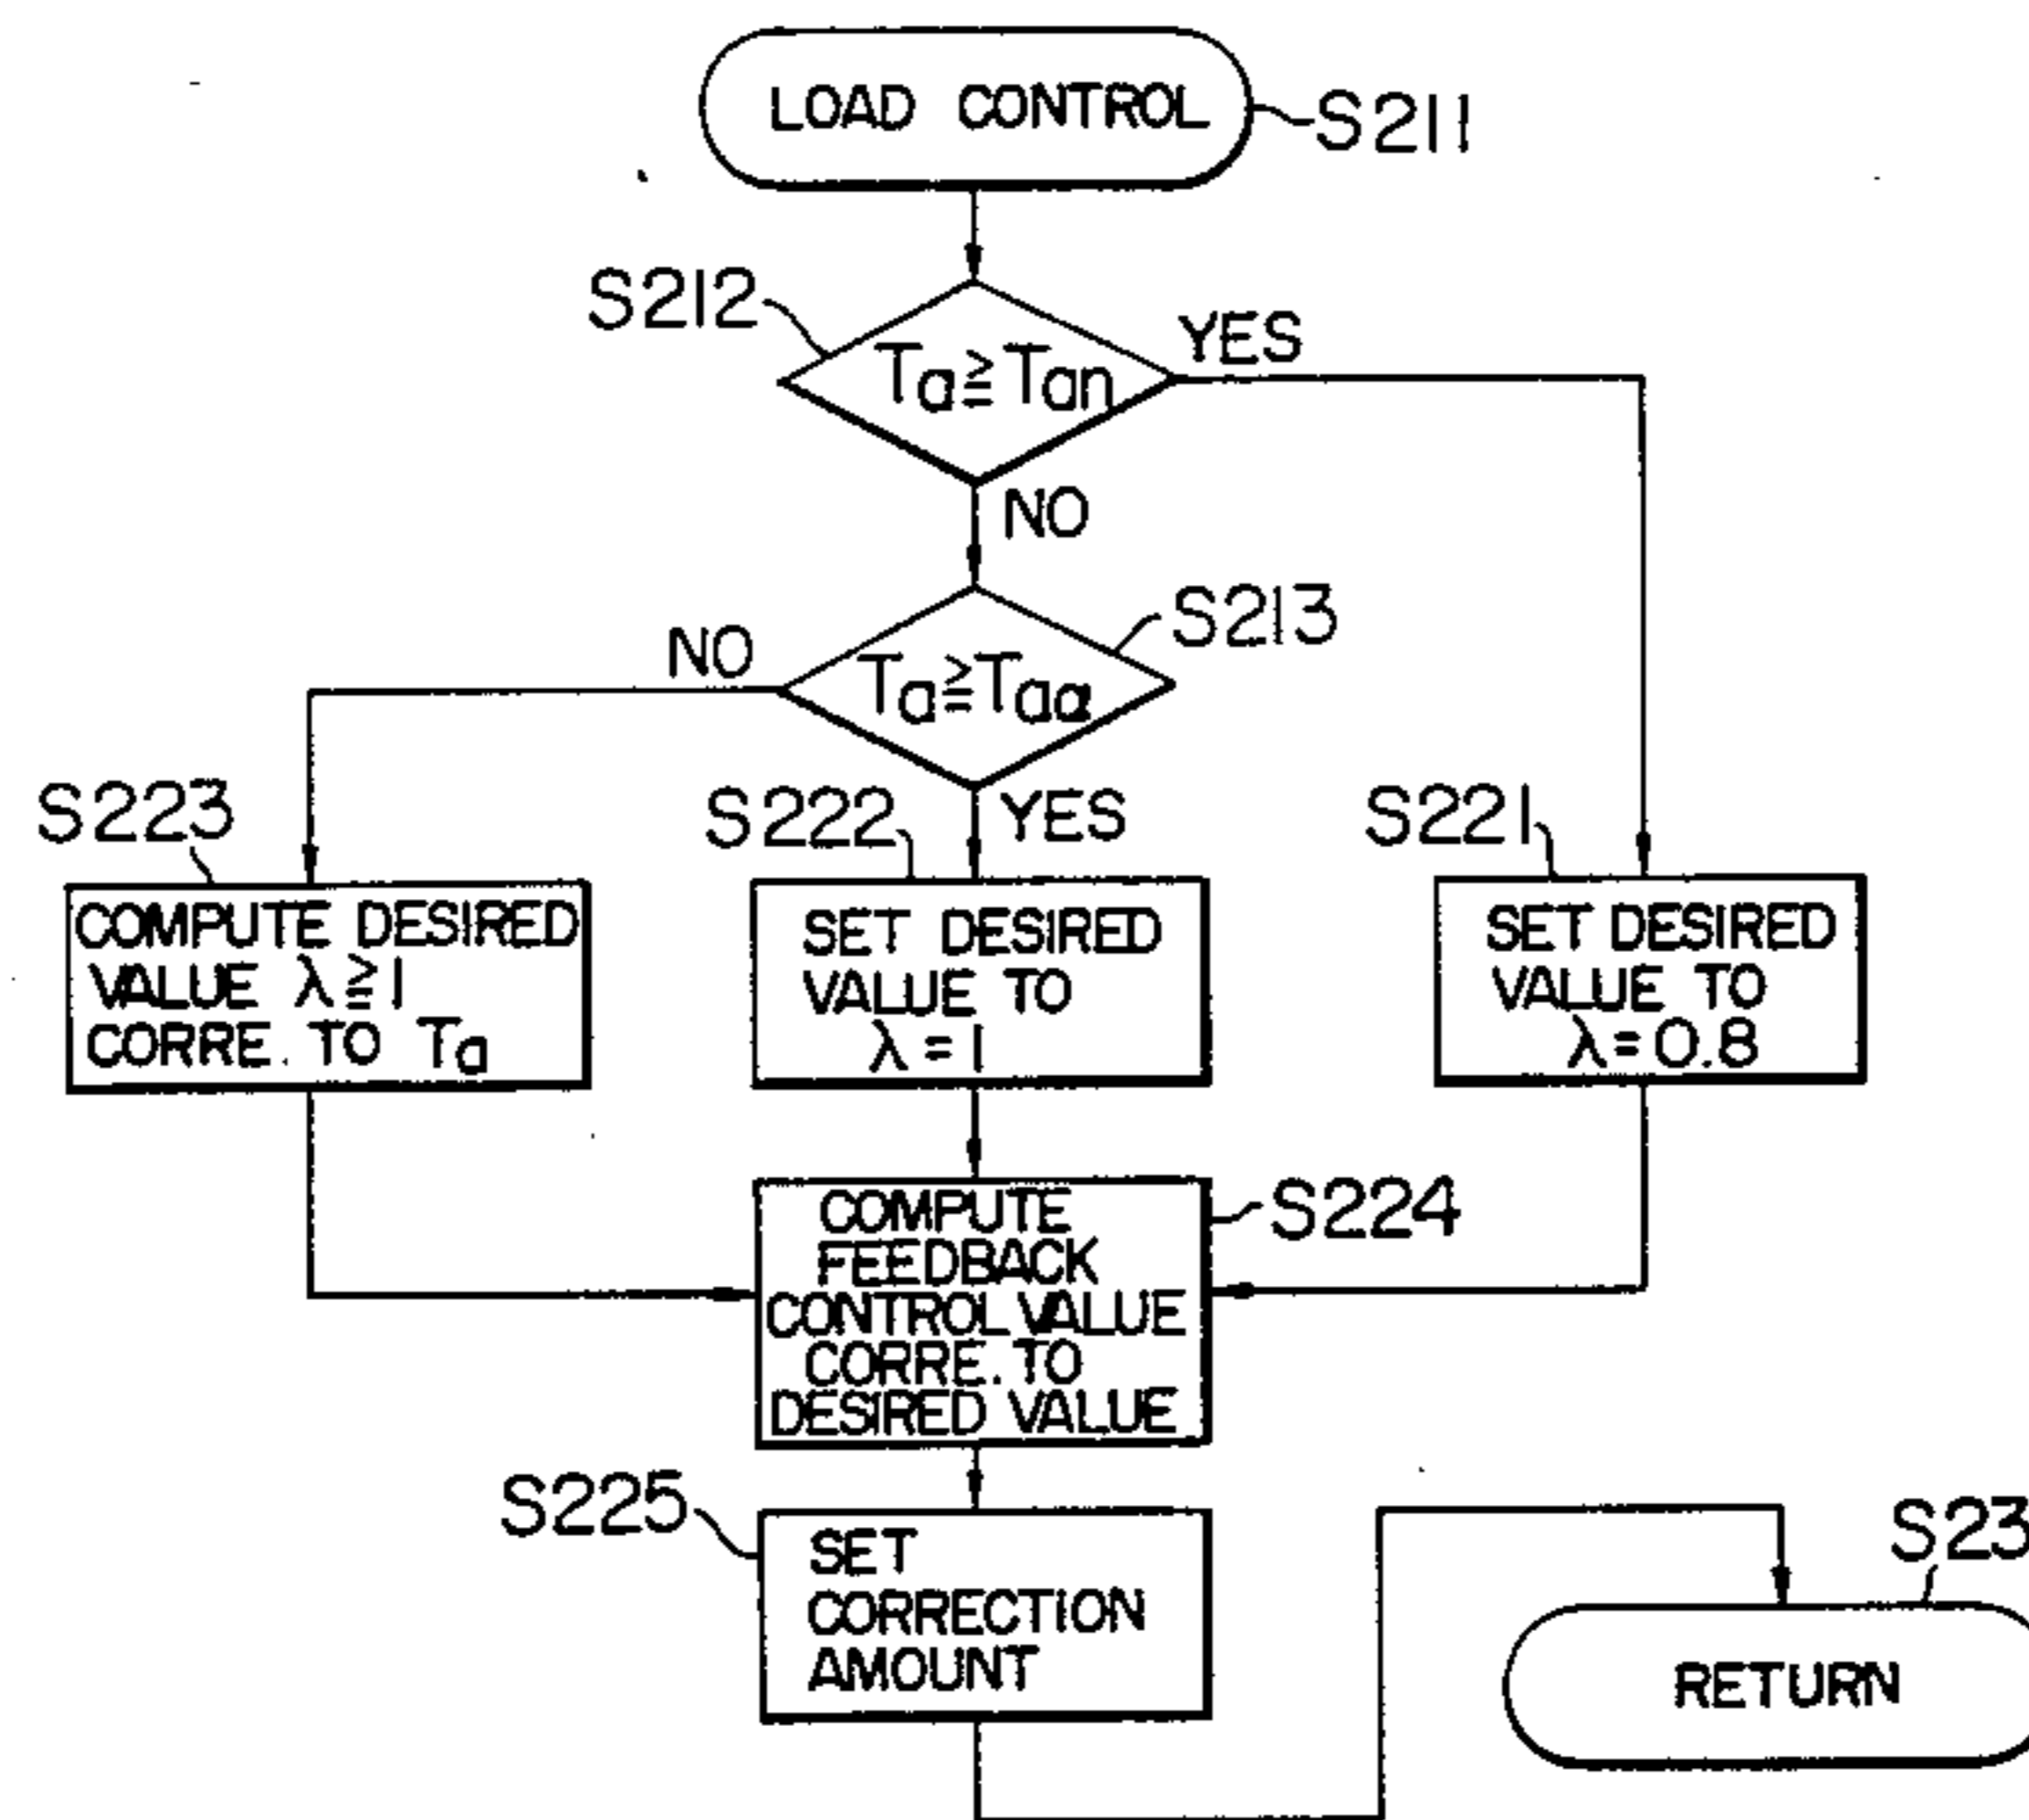 LOAD CONTROL
S211
S212
Ta≧Tan
YES
NO
S213
NO
Ta≧Taα
YES
S223
S222
S221
COMPUTE DESIRED
VALUE λ≧1
CORRE. TO Ta
SET DESIRED
VALUE TO
λ=1
SET DESIRED
VALUE TO
λ=0.8
COMPUTE
FEEDBACK
CONTROL VALUE
CORRE. TO
DESIRED VALUE
S224
S225
SET
CORRECTION
AMOUNT
S23
RETURN